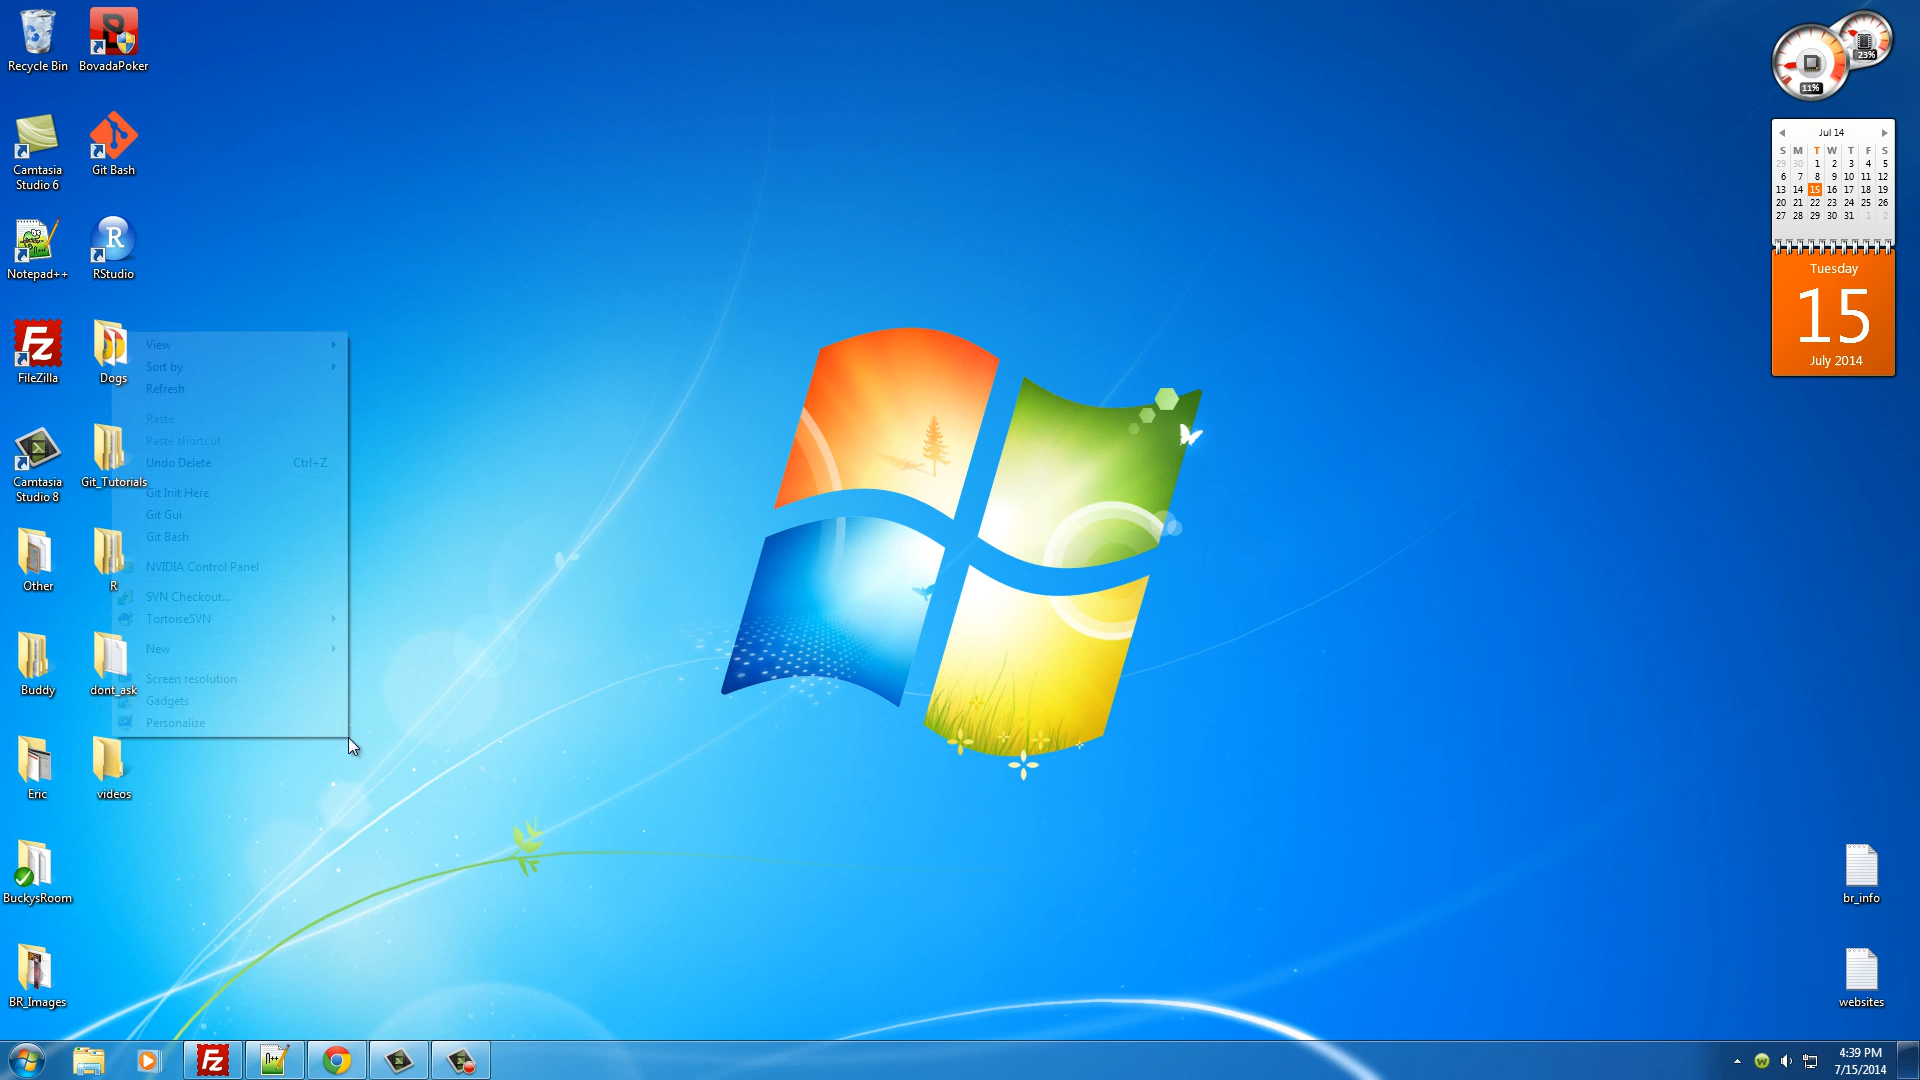 Recycle Bin
BovadaPoker
Camtasia
Studio 6
Git Bash
Notepad++
RStudio
FileZilla
Dogs
Camtasia
Studio 8
Git_Tutorials
Other
R
Buddy
dont_ask
Eric
videos
BuckysRoom
BR_Images
View
Sort by
Refresh
Paste
Paste shortcut
Undo Delete Ctrl+Z
Git Init Here
Git Gui
Git Bash
NVIDIA Control Panel
SVN Checkout...
TortoiseSVN
New
Screen resolution
Gadgets
Personalize
23%
11%
Jul 14
S M T W T F S
29 30 1 2 3 4 5
6 7 8 9 10 11 12
13 14 15 16 17 18 19
20 21 22 23 24 25 26
27 28 29 30 31 1 2
Tuesday
15
July 2014
br_info
websites
4:39 PM
7/15/2014